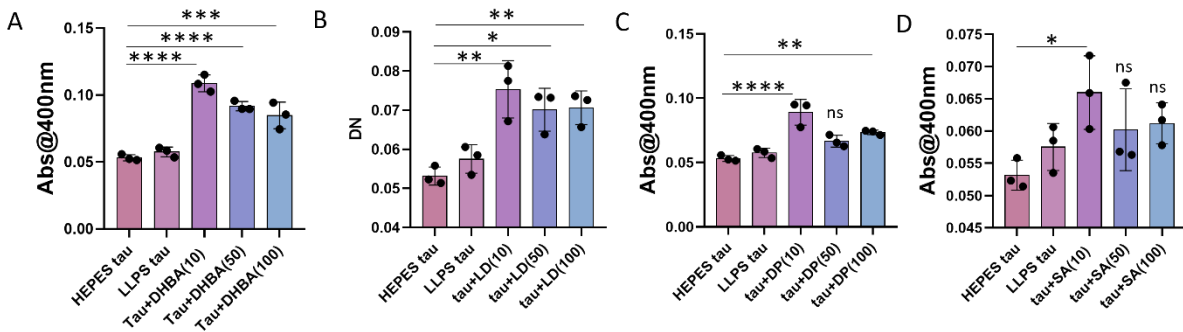 A
Abs@400nm
0.15
0.10
0.05
0.00
***
****
****
HEPES tau
LLPS tau
Tau+DHBA(10)
Tau+DHBA(50)
Tau+DHBA(100)
B
DN
0.09
0.08
0.07
0.06
0.05
0.04
**
*
**
HEPES tau
LLPS tau
tau+LD(10)
tau+LD(50)
tau+LD(100)
C
Abs@400nm
0.15
0.10
0.05
0.00
**
****
ns
HEPES tau
LLPS tau
tau+DP(10)
tau+DP(50)
tau+DP(100)
D
Abs@400nm
0.075
0.070
0.065
0.060
0.055
0.050
0.045
*
ns
ns
HEPES tau
LLPS tau
tau+SA(10)
tau+SA(50)
tau+SA(100)